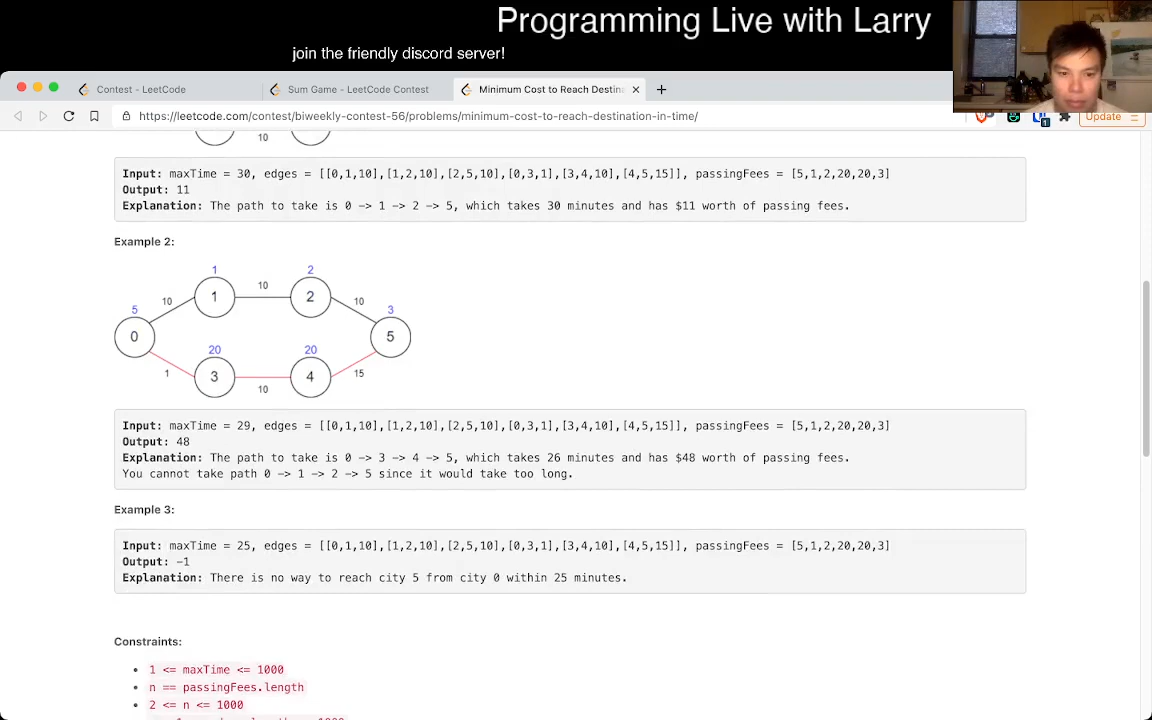 Programming Live with Larry
join the friendly discord server!
Contest - LeetCode
Sum Game - LeetCode Contest
Minimum Cost to Reach Destina
https://leetcode.com/contest/biweekly-contest-56/problems/minimum-cost-to-reach-destination-in-time/
1
Update
10
Input: maxTime = 30, edges = [[0,1,10],[1,2,10],[2,5,10],[0,3,1],[3,4,10],[4,5,15]], passingFees = [5,1,2,20,20,3]
Output: 11
Explanation: The path to take is 0 -> 1 -> 2 -> 5, which takes 30 minutes and has $11 worth of passing fees.
Example 2:
1 2
10
10 1 2 10
5 3
0 5
20 20
1 3 4 15
10
Input: maxTime = 29, edges = [[0,1,10],[1,2,10],[2,5,10],[0,3,1],[3,4,10],[4,5,15]], passingFees = [5,1,2,20,20,3]
Output: 48
Explanation: The path to take is 0 -> 3 -> 4 -> 5, which takes 26 minutes and has $48 worth of passing fees.
You cannot take path 0 -> 1 -> 2 -> 5 since it would take too long.
Example 3:
Input: maxTime = 25, edges = [[0,1,10],[1,2,10],[2,5,10],[0,3,1],[3,4,10],[4,5,15]], passingFees = [5,1,2,20,20,3]
Output: -1
Explanation: There is no way to reach city 5 from city 0 within 25 minutes.
Constraints:
1 <= maxTime <= 1000
n == passingFees.length
2 <= n <= 1000